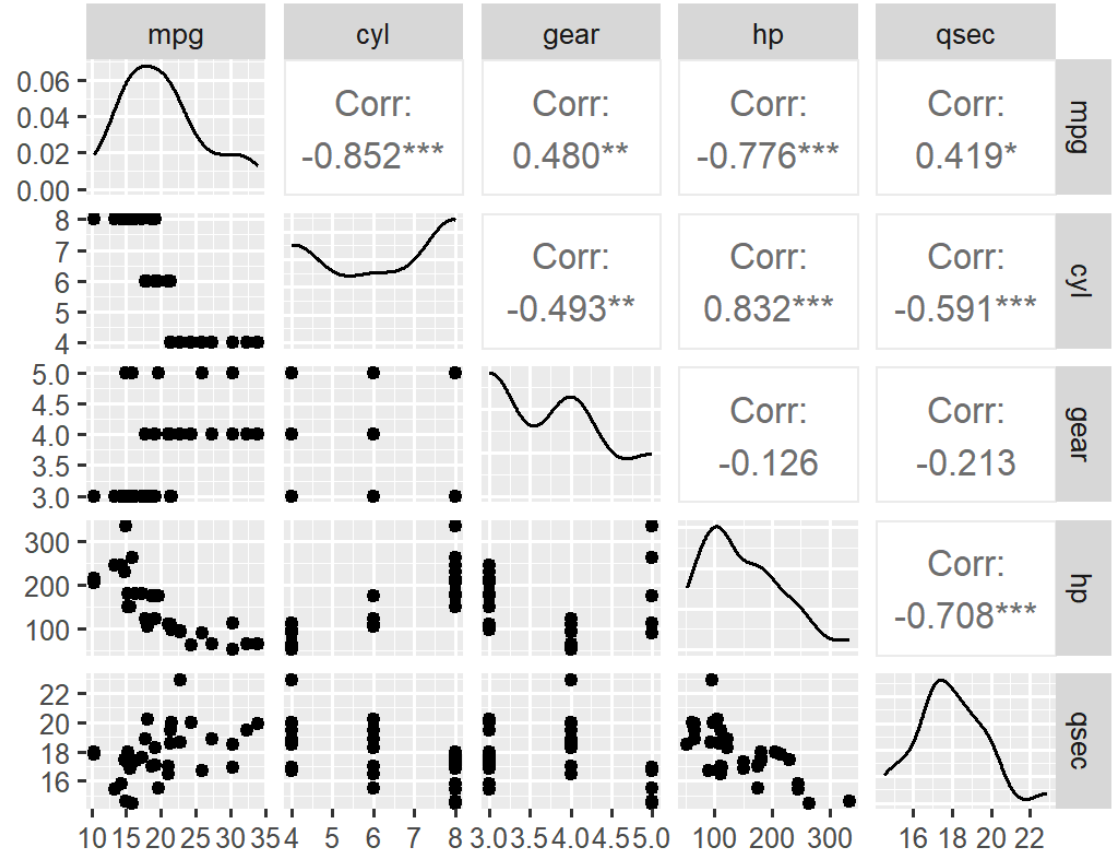 mpg cyl gear hp qsec
0.06
0.04
0.02
0.00
Corr:
-0.852***
Corr:
0.480**
Corr:
-0.776***
Corr:
0.419*
mpg
8
7
6
5
4
Corr:
-0.493**
Corr:
0.832***
Corr:
-0.591***
cyl
5.0
4.5
4.0
3.5
3.0
Corr:
-0.126
Corr:
-0.213
gear
300
200
100
Corr:
-0.708***
hp
22
20
18
16
qsec
10 15 20 25 30 35 4 5 6 7 8 3.0 3.5 4.0 4.5 5.0 100 200 300 16 18 20 22